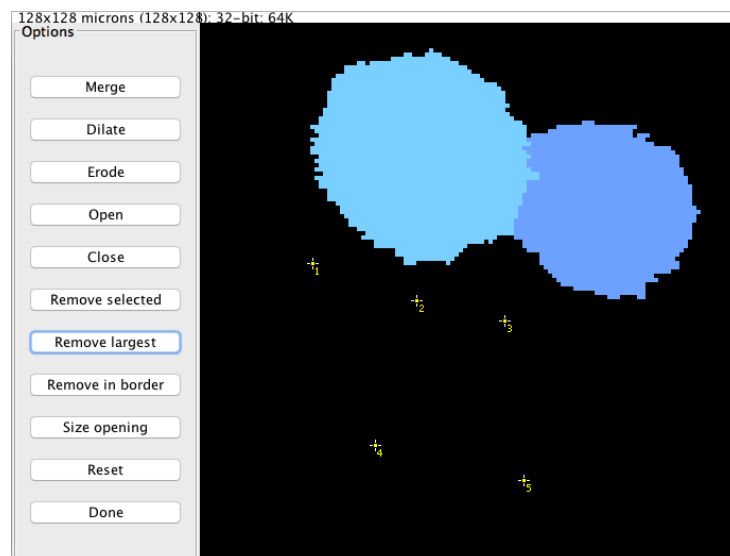 128x128 microns (128x128); 32-bit; 64K
Options
Merge
Dilate
Erode
Open
Close
Remove selected
Remove largest
Remove in border
Size opening
Reset
Done
1
2
3
4
5